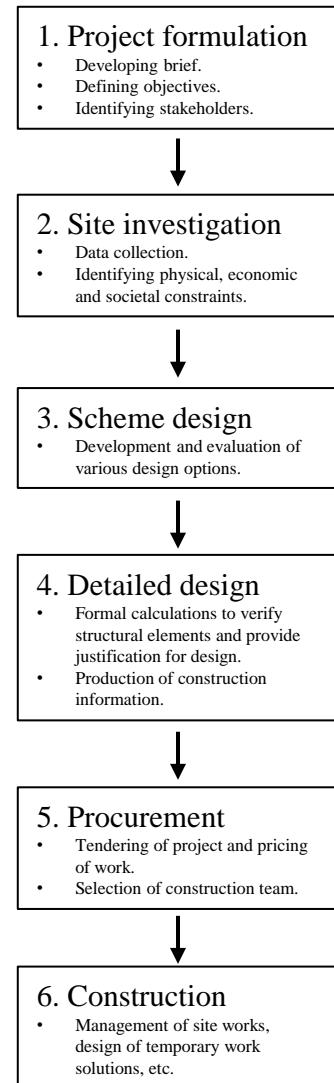 1. Project formulation
• Developing brief.
• Defining objectives.
• Identifying stakeholders.
2. Site investigation
• Data collection.
• Identifying physical, economic
and societal constraints.
3. Scheme design
• Development and evaluation of
various design options.
4. Detailed design
• Formal calculations to verify
structural elements and provide
justification for design.
• Production of construction
information.
5. Procurement
• Tendering of project and pricing
of work.
• Selection of construction team.
6. Construction
• Management of site works,
design of temporary work
solutions, etc.